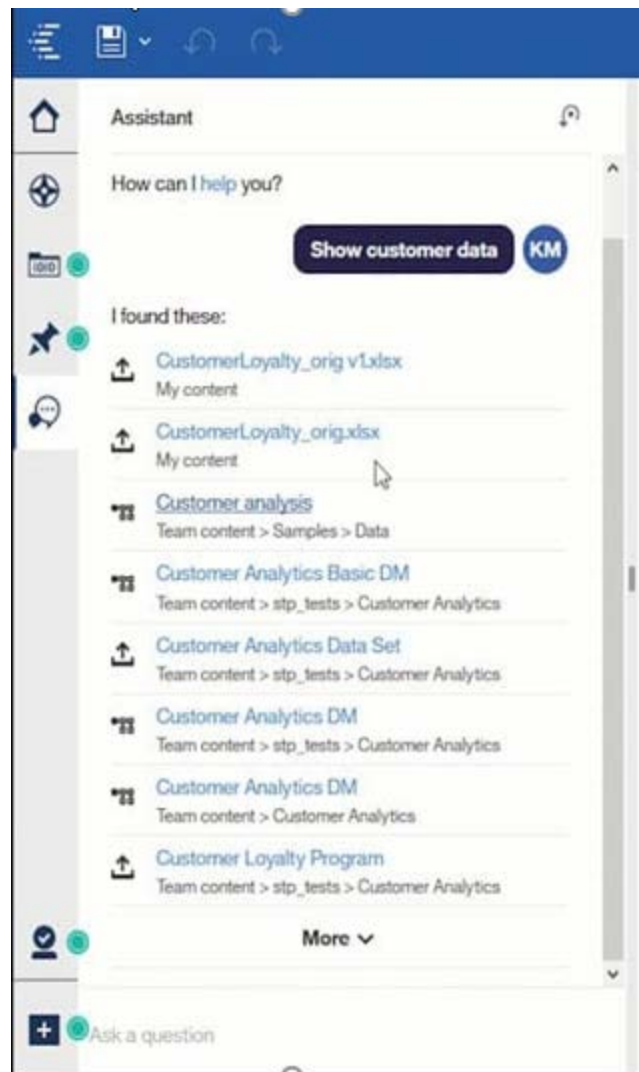 Assistant
How can I help you?
Show customer data
KM
I found these:
CustomerLoyalty_orig v1.xlsx
My content
CustomerLoyalty_orig.xlsx
My content
Customer analysis
Team content > Samples > Data
Customer Analytics Basic DM
Team content > stp_tests > Customer Analytics
Customer Analytics Data Set
Team content > stp_tests > Customer Analytics
Customer Analytics DM
Team content > stp_tests > Customer Analytics
Customer Analytics DM
Team content > Customer Analytics
Customer Loyalty Program
Team content > stp_tests > Customer Analytics
More
Ask a question